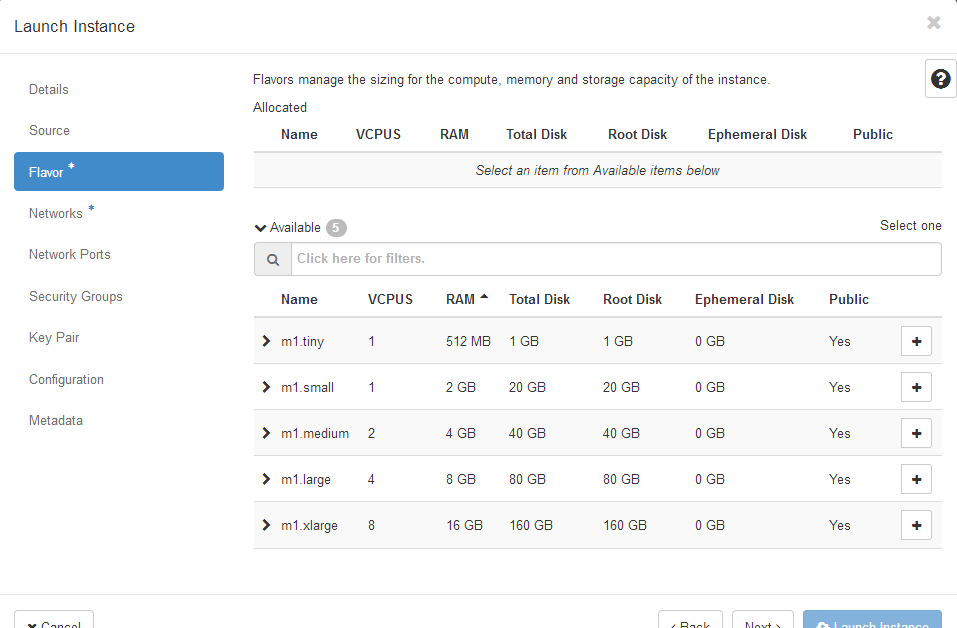 Launch Instance
Details
Source
Flavor *
Networks *
Network Ports
Security Groups
Key Pair
Configuration
Metadata
Flavors manage the sizing for the compute, memory and storage capacity of the instance.
Allocated
Name VCPUS RAM Total Disk Root Disk Ephemeral Disk Public
Select an item from Available items below
Available 5 Select one
Click here for filters.
Name VCPUS RAM Total Disk Root Disk Ephemeral Disk Public
m1.tiny 1 512 MB 1 GB 1 GB 0 GB Yes
m1.small 1 2 GB 20 GB 20 GB 0 GB Yes
m1.medium 2 4 GB 40 GB 40 GB 0 GB Yes
m1.large 4 8 GB 80 GB 80 GB 0 GB Yes
m1.xlarge 8 16 GB 160 GB 160 GB 0 GB Yes
Cancel < Back Next > Launch Instance